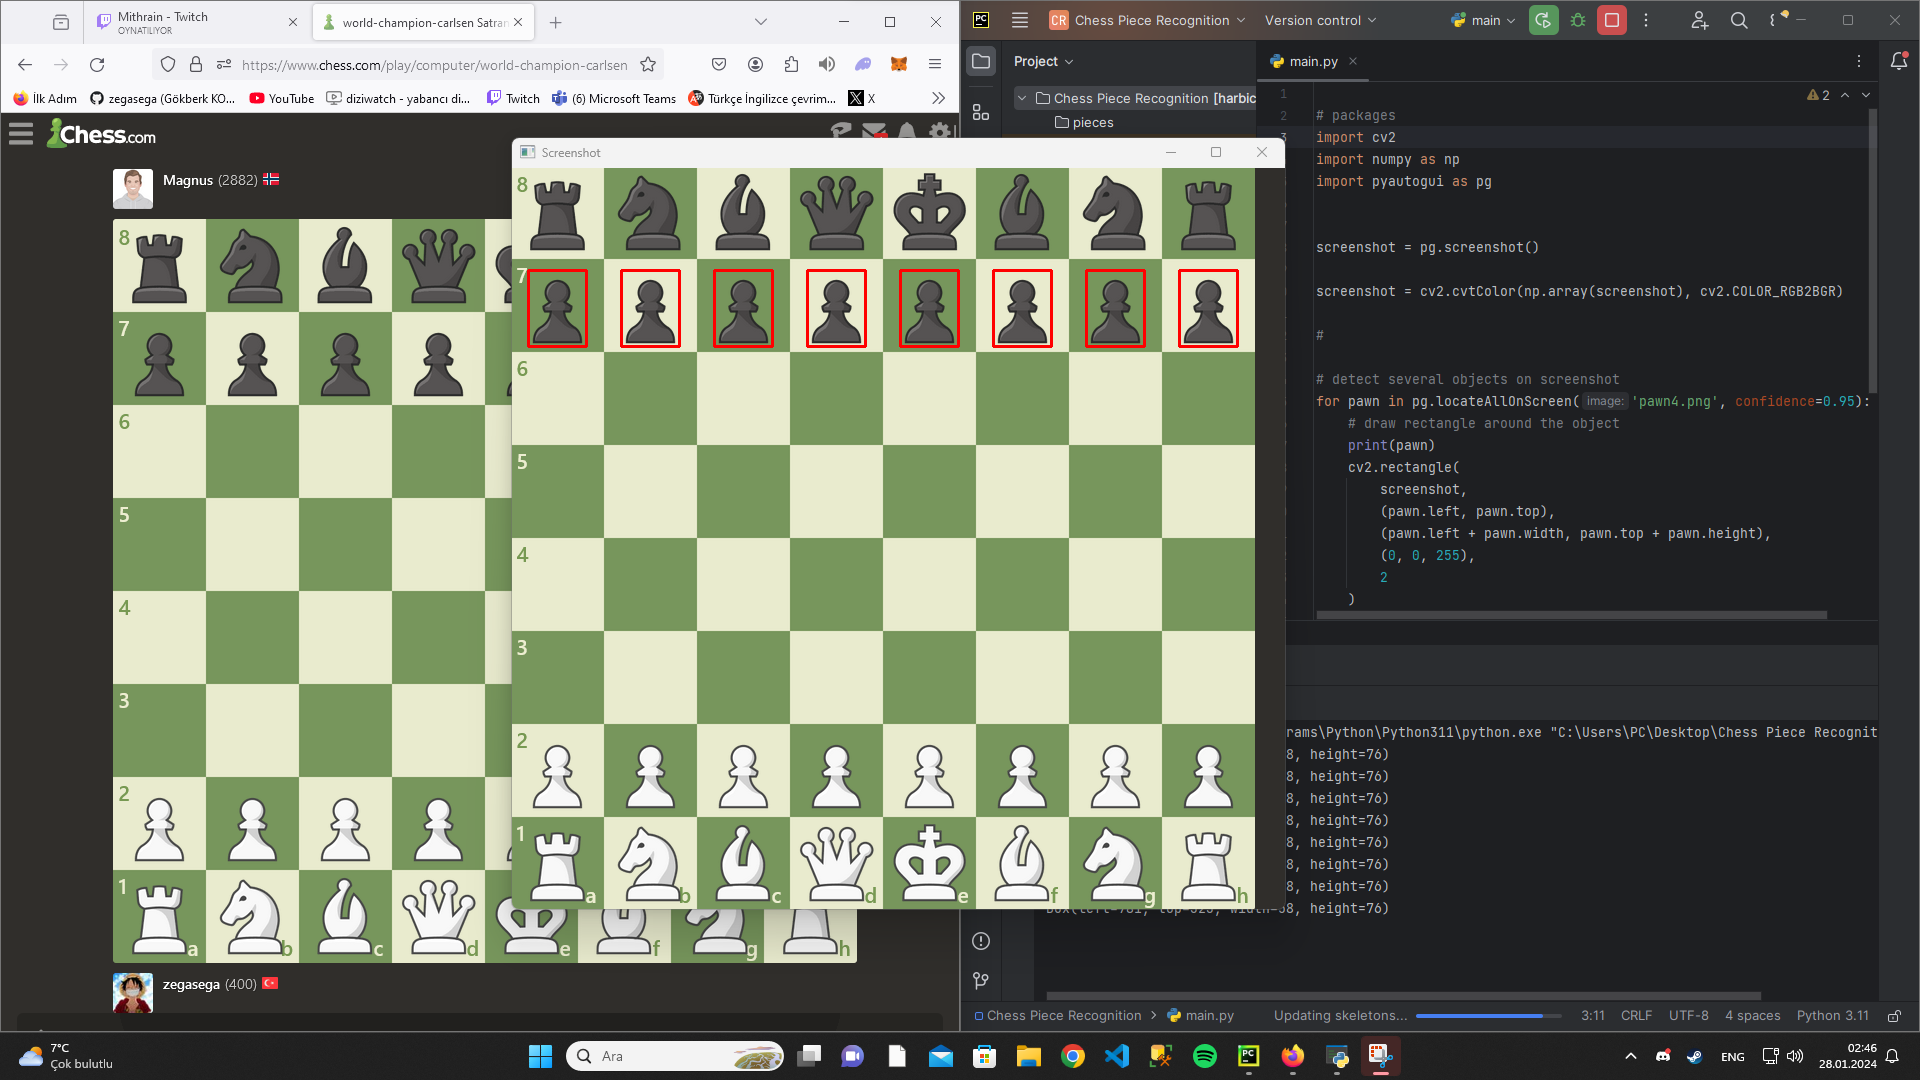 Mithrain - Twitch
OYNATILIYOR
world-champion-carlsen Satran
https://www.chess.com/play/computer/world-champion-carlsen
İlk Adım
zegasega (Gökberk KO...
YouTube
diziwatch - yabancı di...
Twitch
(6) Microsoft Teams
Türkçe İngilizce çevrim...
X
Chess.com
Magnus (2882)
8
7
6
5
4
3
2
1
a b c d e f g h
zegasega (400)
Screenshot
8
7
6
5
4
3
2
1
a b c d e f g h
PC
CR Chess Piece Recognition
Version control
main
Project
Chess Piece Recognition [harbic
pieces
main.py
2
1
2 # packages
3 import cv2
import numpy as np
import pyautogui as pg
screenshot = pg.screenshot()
screenshot = cv2.cvtColor(np.array(screenshot), cv2.COLOR_RGB2BGR)
#
# detect several objects on screenshot
for pawn in pg.locateAllOnScreen( image: 'pawn4.png', confidence=0.95):
# draw rectangle around the object
print(pawn)
cv2.rectangle(
screenshot,
(pawn.left, pawn.top),
(pawn.left + pawn.width, pawn.top + pawn.height),
(0, 0, 255),
2
)
rams\Python\Python311\python.exe "C:\Users\PC\Desktop\Chess Piece Recognit
8, height=76)
8, height=76)
8, height=76)
8, height=76)
8, height=76)
8, height=76)
8, height=76)
8, height=76)
Chess Piece Recognition > main.py
Updating skeletons...
3:11
CRLF
UTF-8
4 spaces
Python 3.11
7°C
Çok bulutlu
Ara
ENG
02:46
28.01.2024